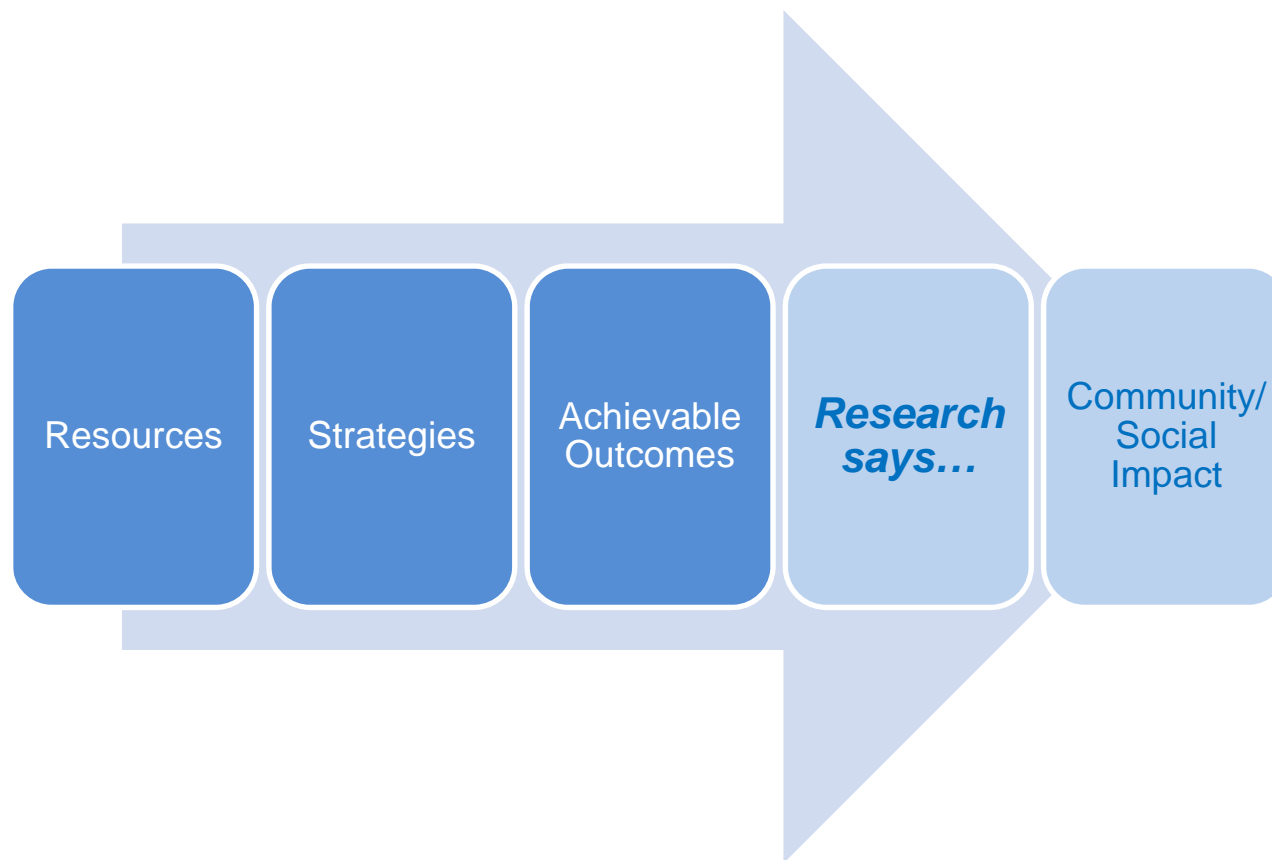 Resources
Strategies
Achievable
Outcomes
Research
says…
Community/
Social
Impact